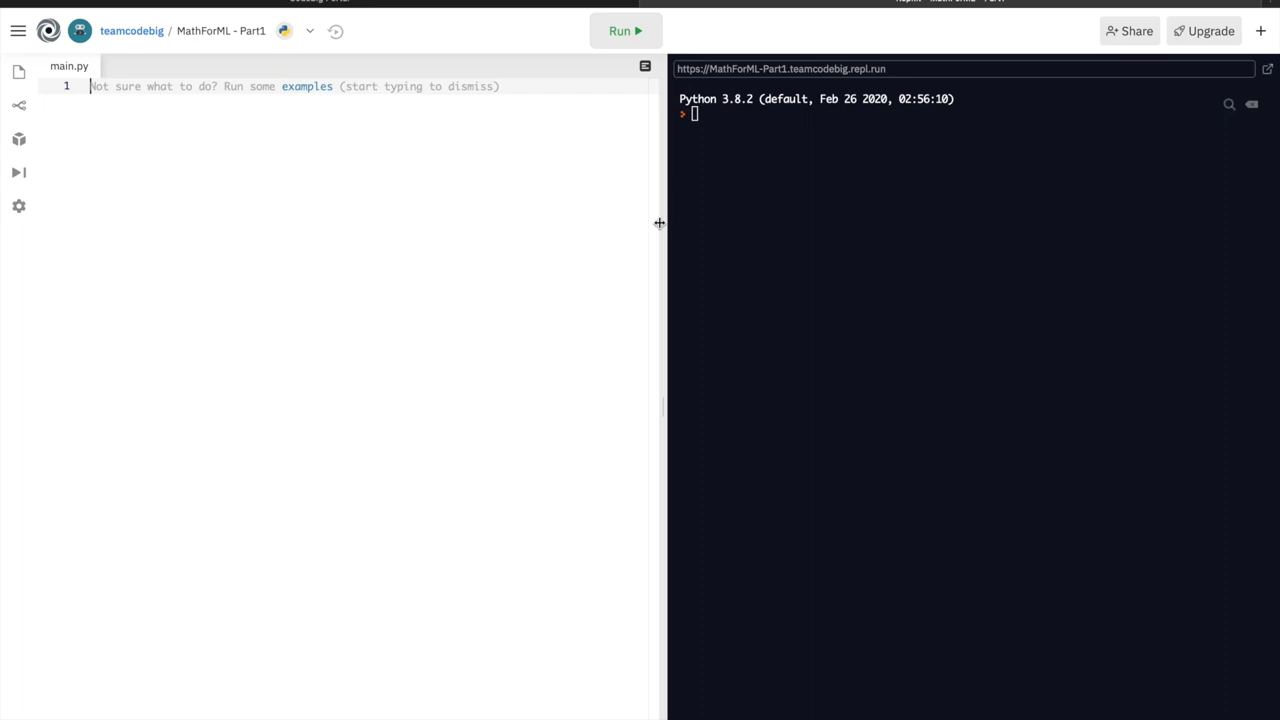 teamcodebig / MathForML - Part1
Run
Share
Upgrade
main.py
1 Not sure what to do? Run some examples (start typing to dismiss)
https://MathForML-Part1.teamcodebig.repl.run
Python 3.8.2 (default, Feb 26 2020, 02:56:10)
>